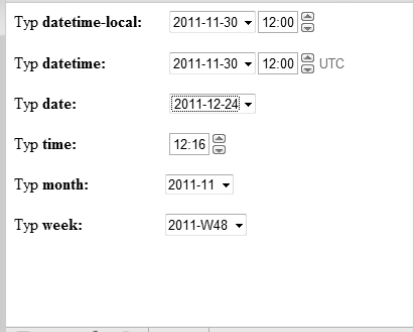 Typ datetime-local: 2011-11-30 12:00
Typ datetime: 2011-11-30 12:00 UTC
Typ date: 2011-12-24
Typ time: 12:16
Typ month: 2011-11
Typ week: 2011-W48